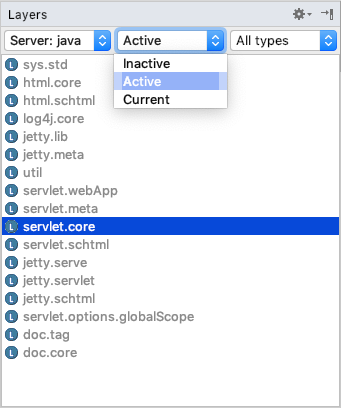 Layers
Server: java
Active
All types
Inactive
Active
Current
L sys.std
L html.core
L html.schtml
L log4j.core
L jetty.lib
L jetty.meta
L util
L servlet.webApp
L servlet.meta
L servlet.core
L servlet.schtml
L jetty.serve
L jetty.servlet
L jetty.schtml
L servlet.options.globalScope
L doc.tag
L doc.core